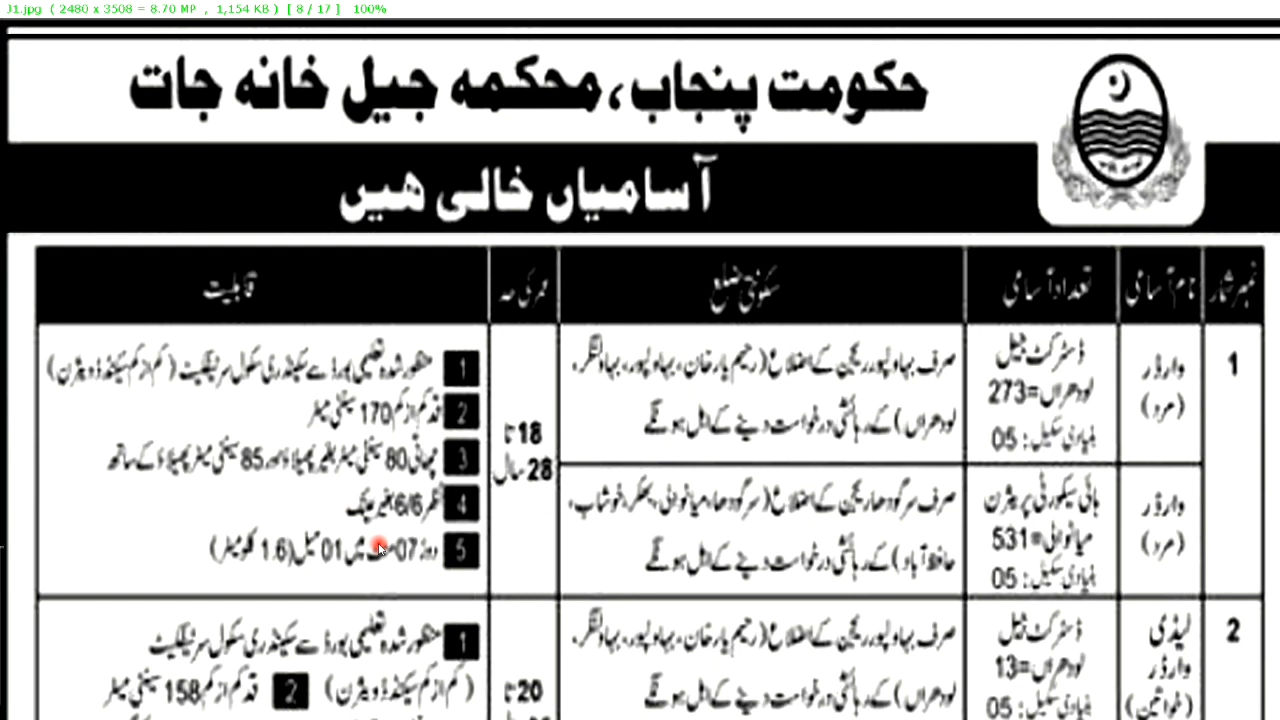 J1.jpg ( 2480 x 3508 = 8.70 MP , 1,154 KB ) [ 8 / 17 ] 100%
حکومت پنجاب، محکمہ جیل خانہ جات
آسامیاں خالی ہیں
نمبر شمار نام آسامی تعداد آسامی سکونتی ضلع عمر کی حد قابلیت
1
وارڈر
(مرد)
ڈسٹرکٹ جیل
لودھراں=273
بنیادی سکیل: 05
صرف بہاولپور ریجن کے اضلاع (رحیم یار خان، بہاولپور، بہاولنگر،
لودھراں) کے رہائشی درخواست دینے کے اہل ہونگے
18 تا
28 سال
1 منظور شدہ تعلیمی بورڈ سے سیکنڈری سکول سرٹیفکیٹ (کم از کم سیکنڈ ڈویژن)
2 قد کم از کم 170 سینٹی میٹر
3 چھاتی 80 سینٹی میٹر بغیر پھیلاؤ اور 85 سینٹی میٹر پھیلاؤ کے ساتھ
4 نظر 6/6 بغیر عینک
5 دوڑ 07 منٹ میں 01 میل (1.6 کلومیٹر)
وارڈر
(مرد)
ہائی سیکورٹی پریزن
میانوالی=531
بنیادی سکیل: 05
صرف سرگودھا ریجن کے اضلاع (سرگودھا، میانوالی، بھکر، خوشاب،
حافظ آباد) کے رہائشی درخواست دینے کے اہل ہونگے
2
لیڈی
وارڈر
(خواتین)
ڈسٹرکٹ جیل
لودھراں=13
بنیادی سکیل: 05
صرف بہاولپور ریجن کے اضلاع (رحیم یار خان، بہاولپور، بہاولنگر،
لودھراں) کے رہائشی درخواست دینے کے اہل ہونگے
20 تا
1 منظور شدہ تعلیمی بورڈ سے سیکنڈری سکول سرٹیفکیٹ
(کم از کم سیکنڈ ڈویژن) 2 قد کم از کم 158 سینٹی میٹر